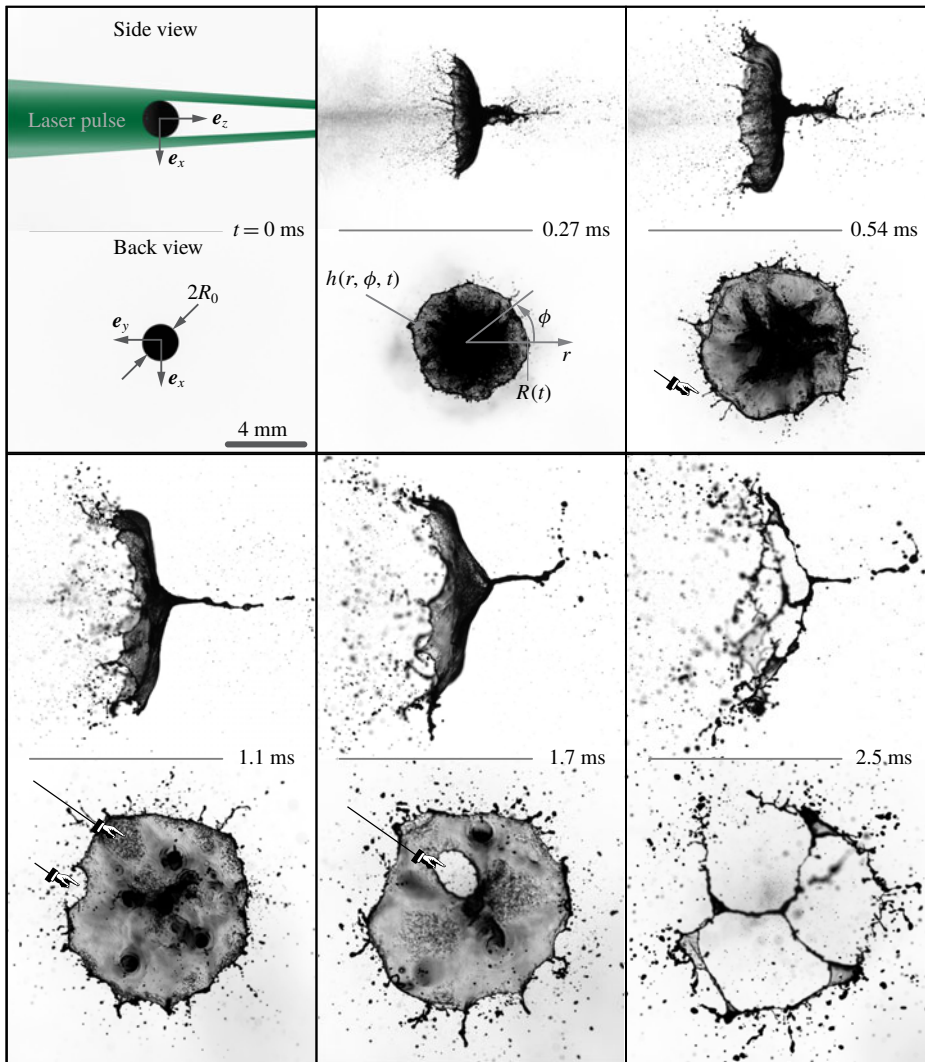 Side view
Laser pulse
e_z
e_x
t = 0 ms
Back view
2R_0
e_y
e_x
4 mm
0.27 ms
h(r, ϕ, t)
ϕ
r
R(t)
0.54 ms
1.1 ms
1.7 ms
2.5 ms